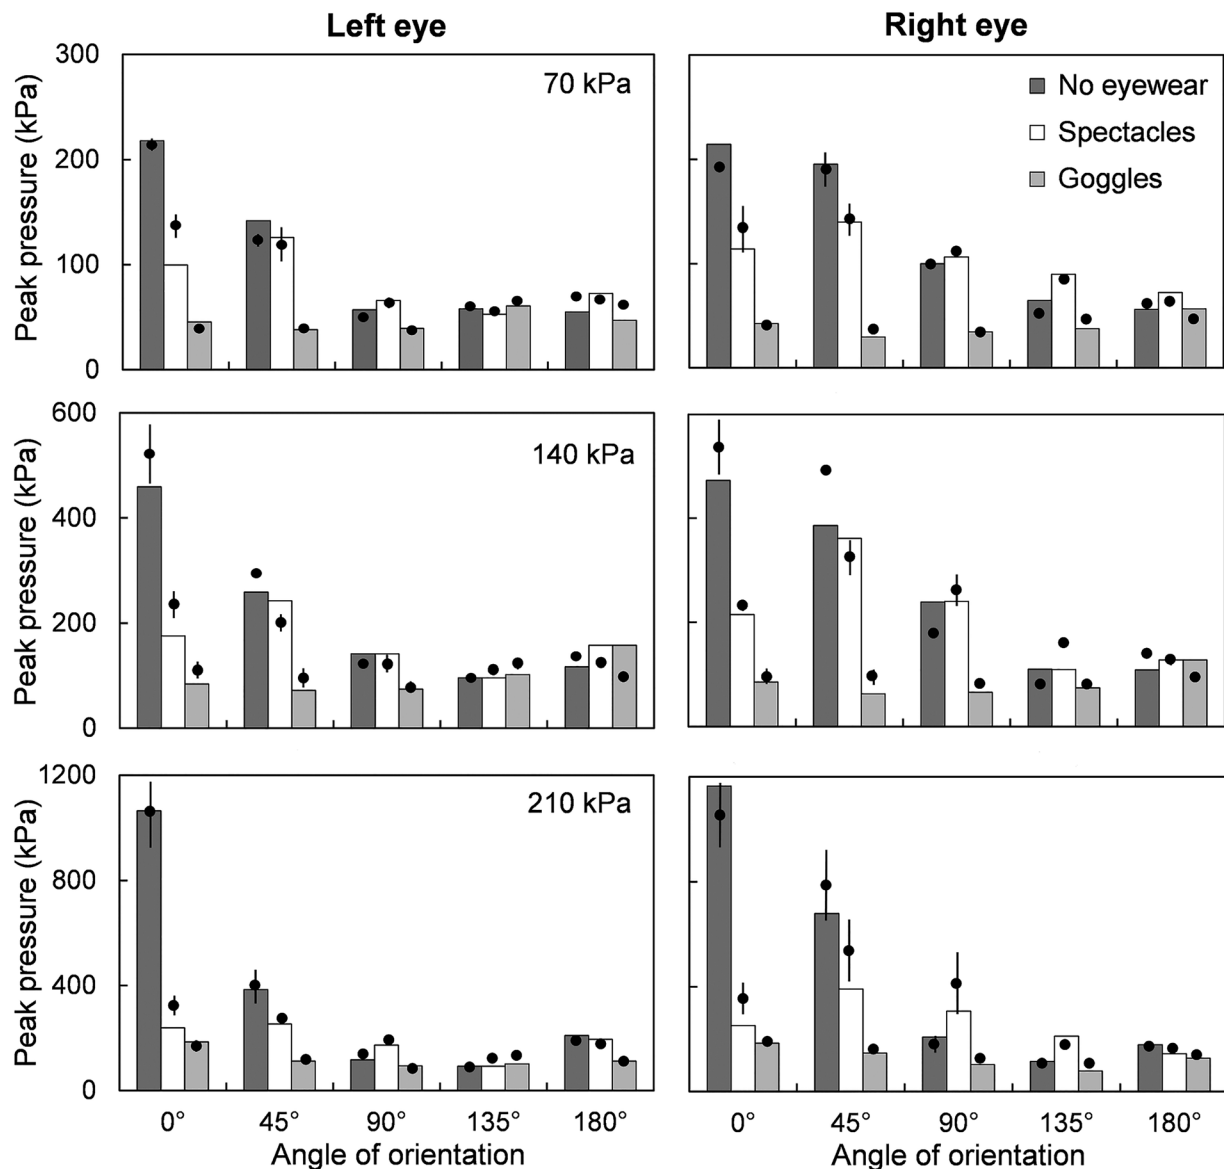 Left eye
Right eye
Peak pressure (kPa)
300
200
100
0
70 kPa
No eyewear
Spectacles
Goggles
Peak pressure (kPa)
600
400
200
0
140 kPa
Peak pressure (kPa)
1200
800
400
0
210 kPa
0° 45° 90° 135° 180°
0° 45° 90° 135° 180°
Angle of orientation
Angle of orientation